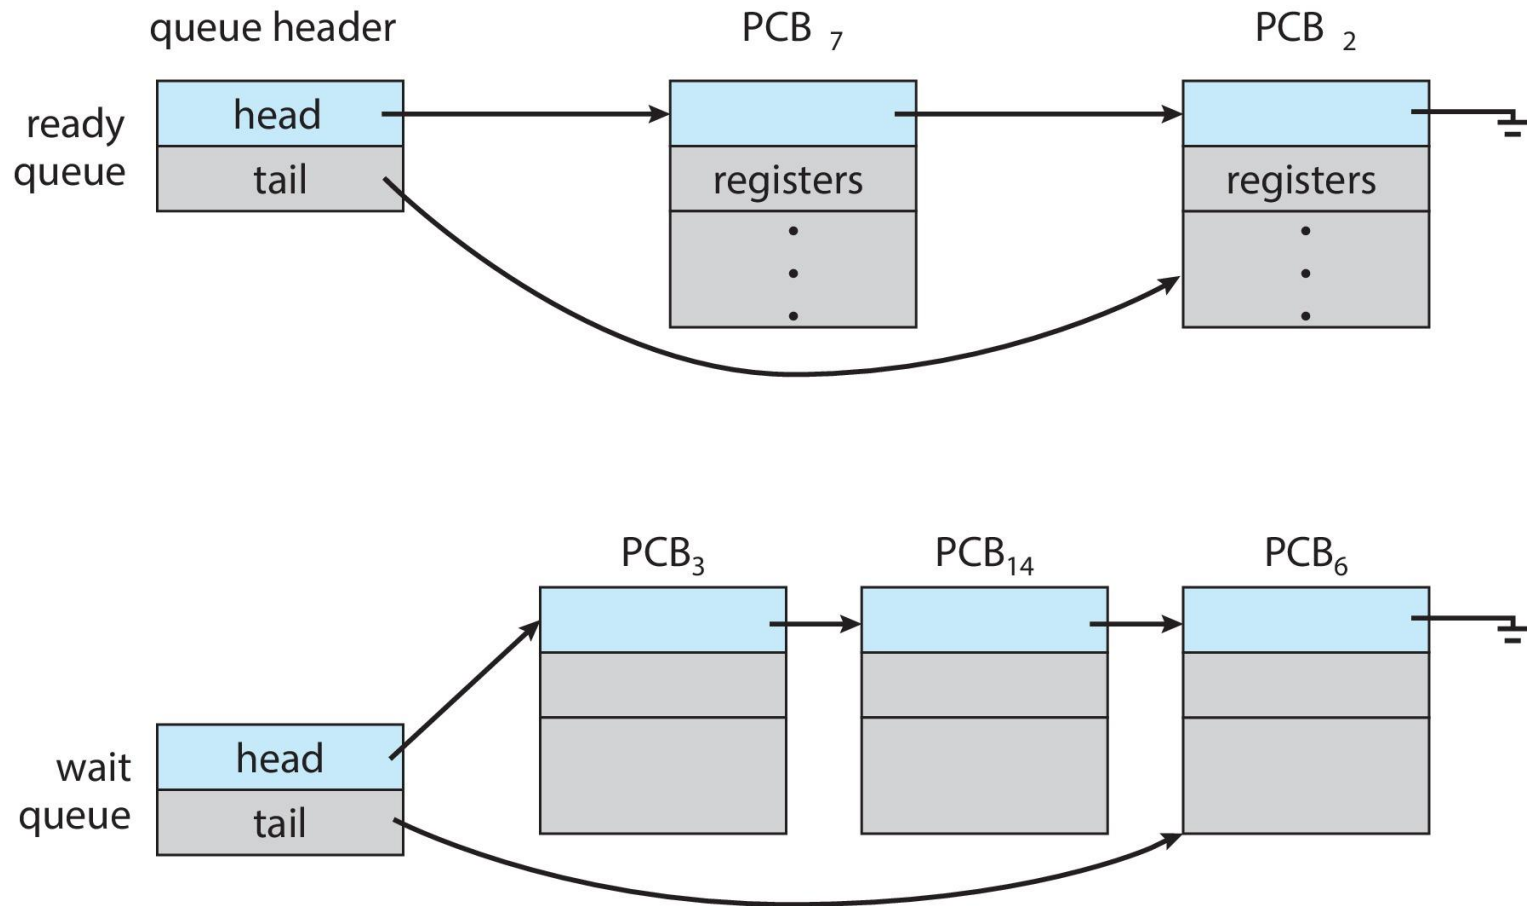 queue header
PCB 7
PCB 2
ready
queue
head
tail
registers
registers
PCB3
PCB14
PCB6
wait
queue
head
tail